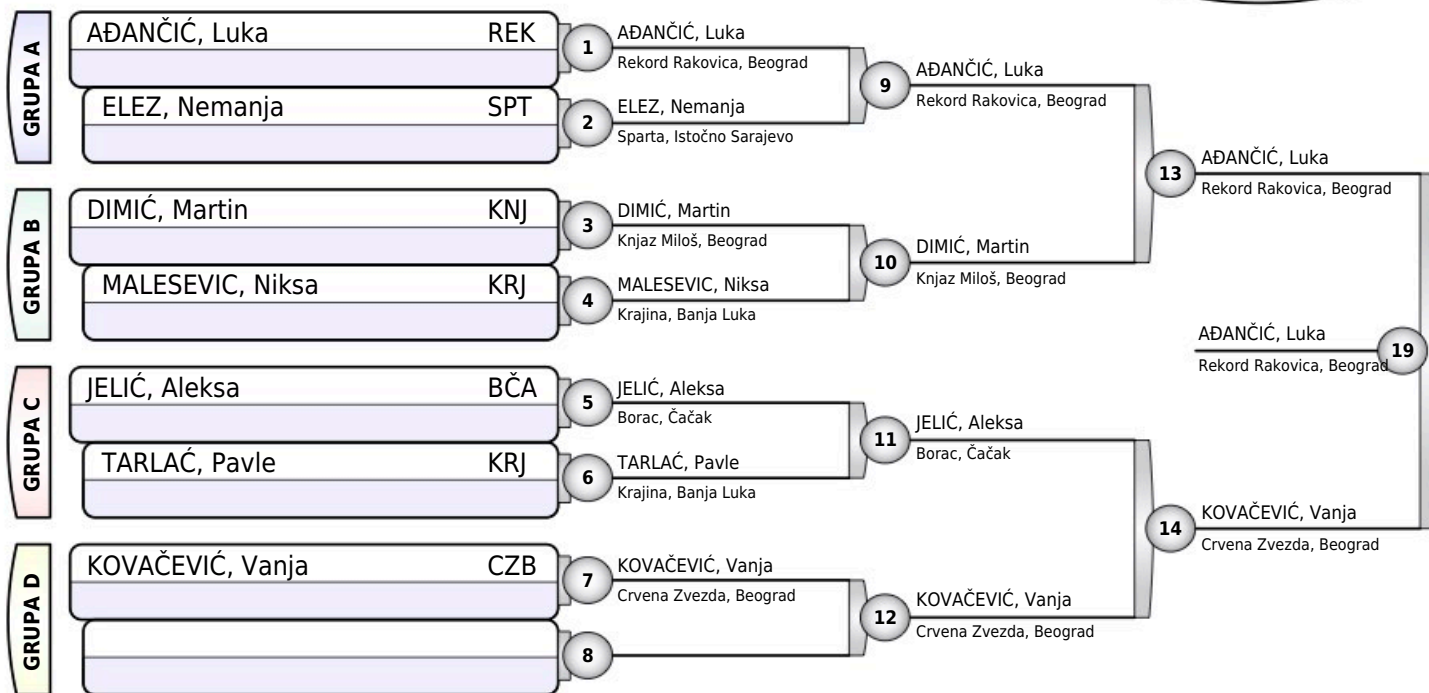 GRUPA A
AĐANČIĆ, Luka REK
ELEZ, Nemanja SPT
GRUPA B
DIMIĆ, Martin KNJ
MALESEVIC, Niksa KRJ
GRUPA C
JELIĆ, Aleksa BČA
TARLAĆ, Pavle KRJ
GRUPA D
KOVAČEVIĆ, Vanja CZB
1
AĐANČIĆ, Luka
Rekord Rakovica, Beograd
2
ELEZ, Nemanja
Sparta, Istočno Sarajevo
3
DIMIĆ, Martin
Knjaz Miloš, Beograd
4
MALESEVIC, Niksa
Krajina, Banja Luka
5
JELIĆ, Aleksa
Borac, Čačak
6
TARLAĆ, Pavle
Krajina, Banja Luka
7
KOVAČEVIĆ, Vanja
Crvena Zvezda, Beograd
8
9
AĐANČIĆ, Luka
Rekord Rakovica, Beograd
10
DIMIĆ, Martin
Knjaz Miloš, Beograd
11
JELIĆ, Aleksa
Borac, Čačak
12
KOVAČEVIĆ, Vanja
Crvena Zvezda, Beograd
13
AĐANČIĆ, Luka
Rekord Rakovica, Beograd
14
KOVAČEVIĆ, Vanja
Crvena Zvezda, Beograd
AĐANČIĆ, Luka
Rekord Rakovica, Beograd
19